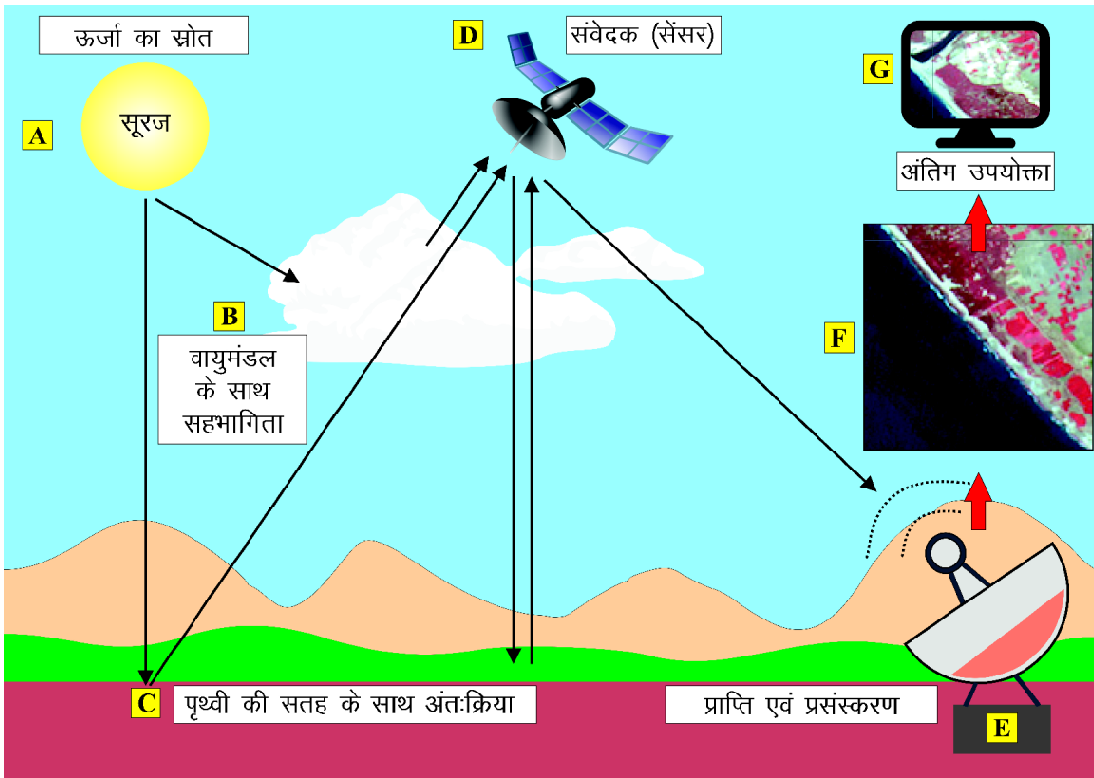 ऊर्जा का स्रोत
D
संवेदक (सेंसर)
G
A
सूरज
अंतिग उपयोक्ता
B
वायुमंडल
के साथ
सहभागिता
F
C
पृथ्वी की सतह के साथ अंतःक्रिया
प्राप्ति एवं प्रसंस्करण
E